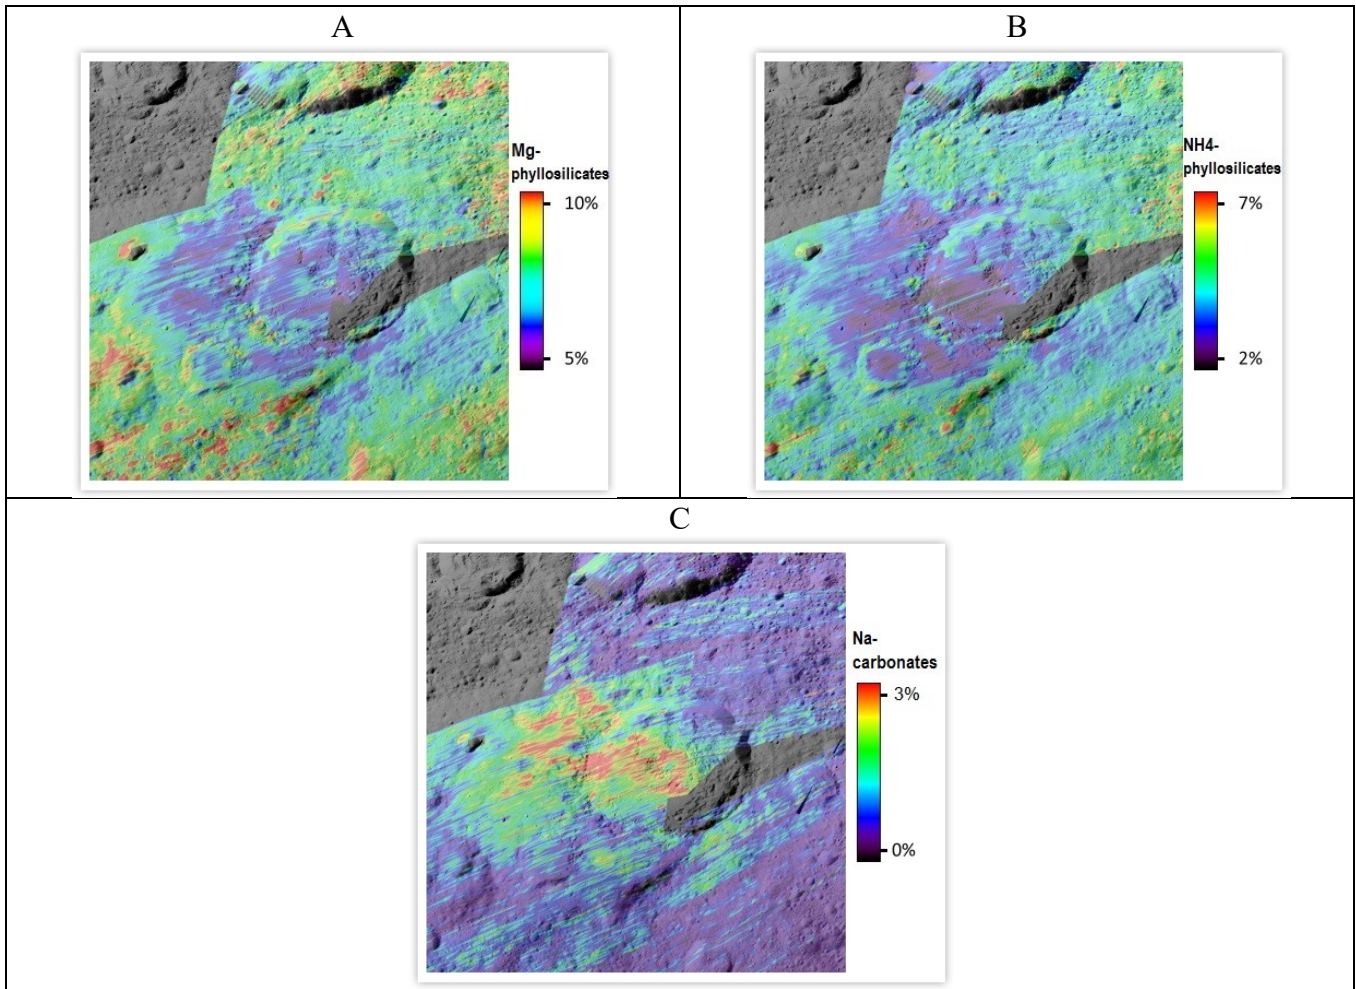 A
B
Mg-
phyllosilicates
10%
5%
NH4-
phyllosilicates
7%
2%
C
Na-
carbonates
3%
0%